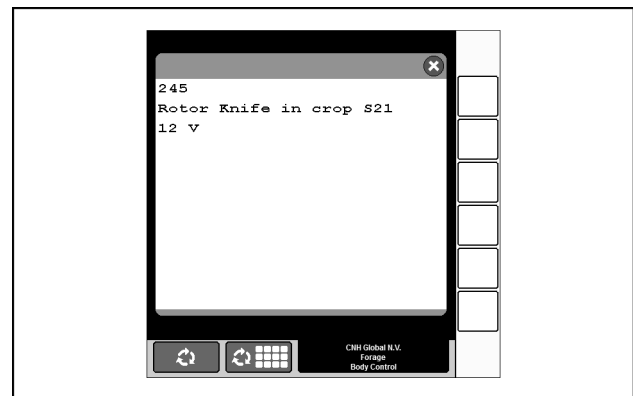 245
Rotor Knife in crop S21
12 V
CNH Global N.V.
Forage
Body Control